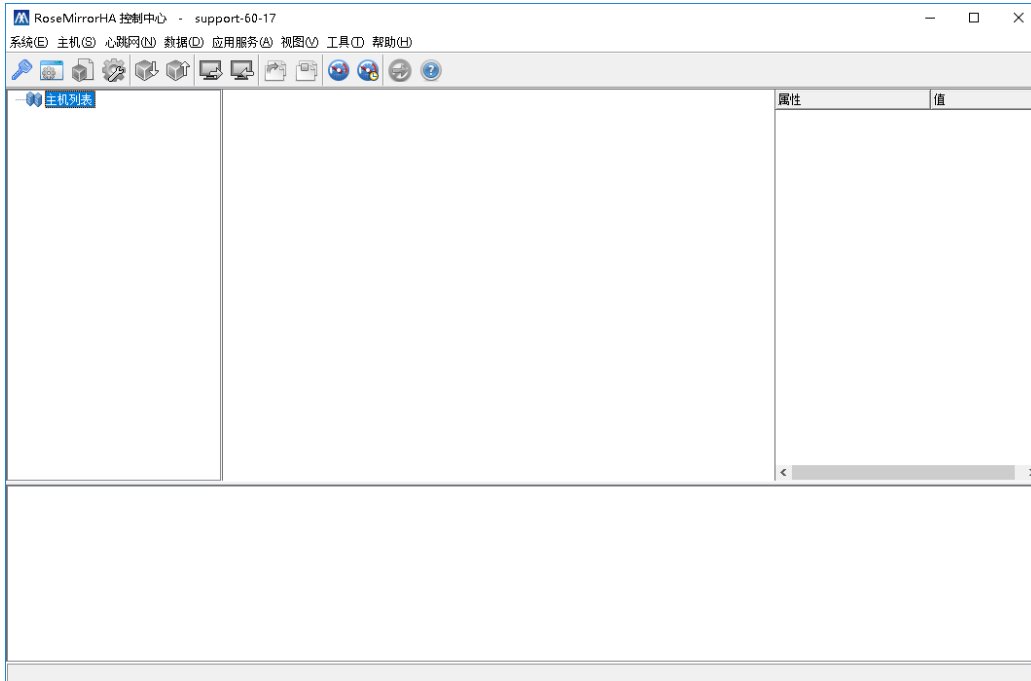 RoseMirrorHA 控制中心 - support-60-17
系统(E) 主机(S) 心跳网(N) 数据(D) 应用服务(A) 视图(V) 工具(T) 帮助(H)
主机列表
属性 值